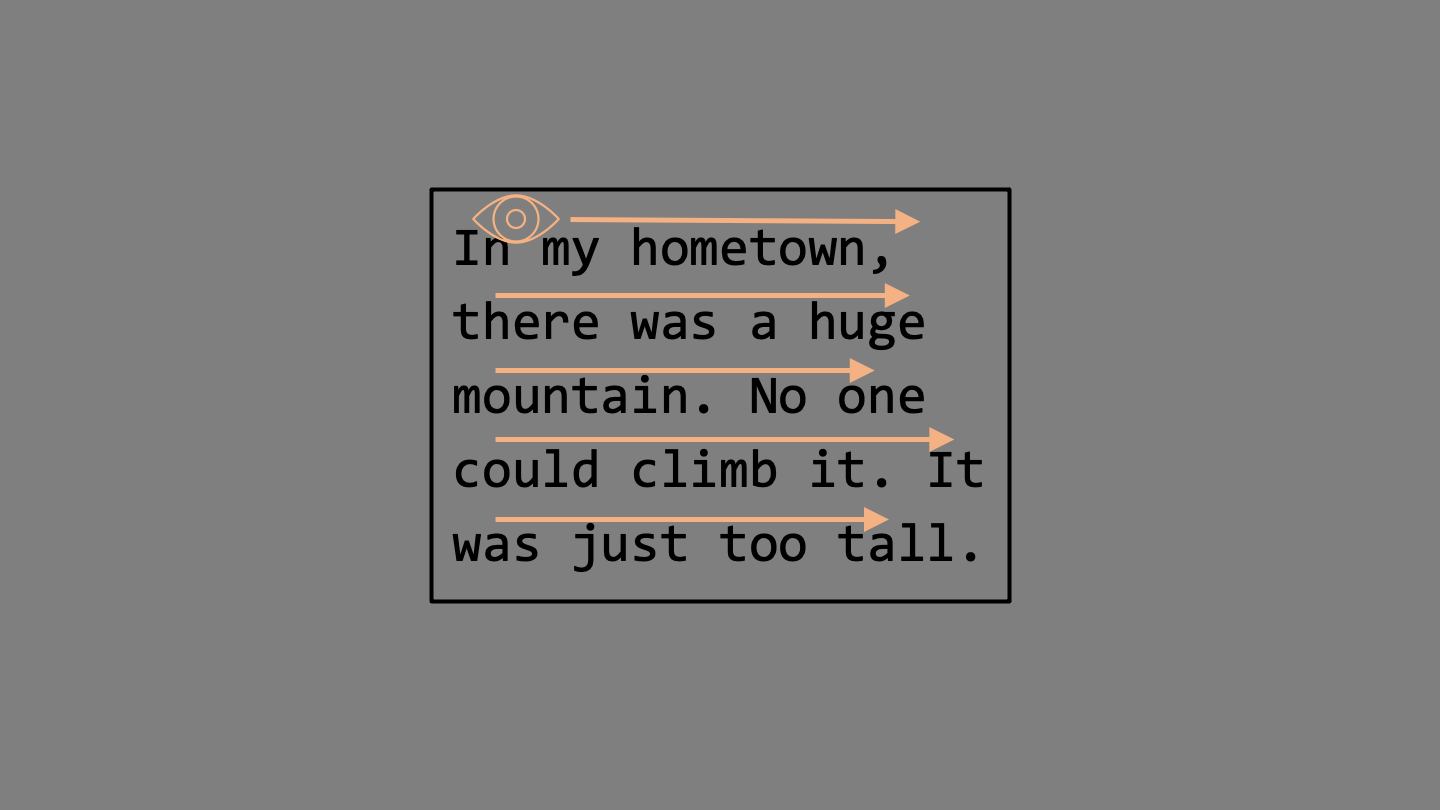 In my hometown,
there was a huge
mountain. No one
could climb it. It
was just too tall.